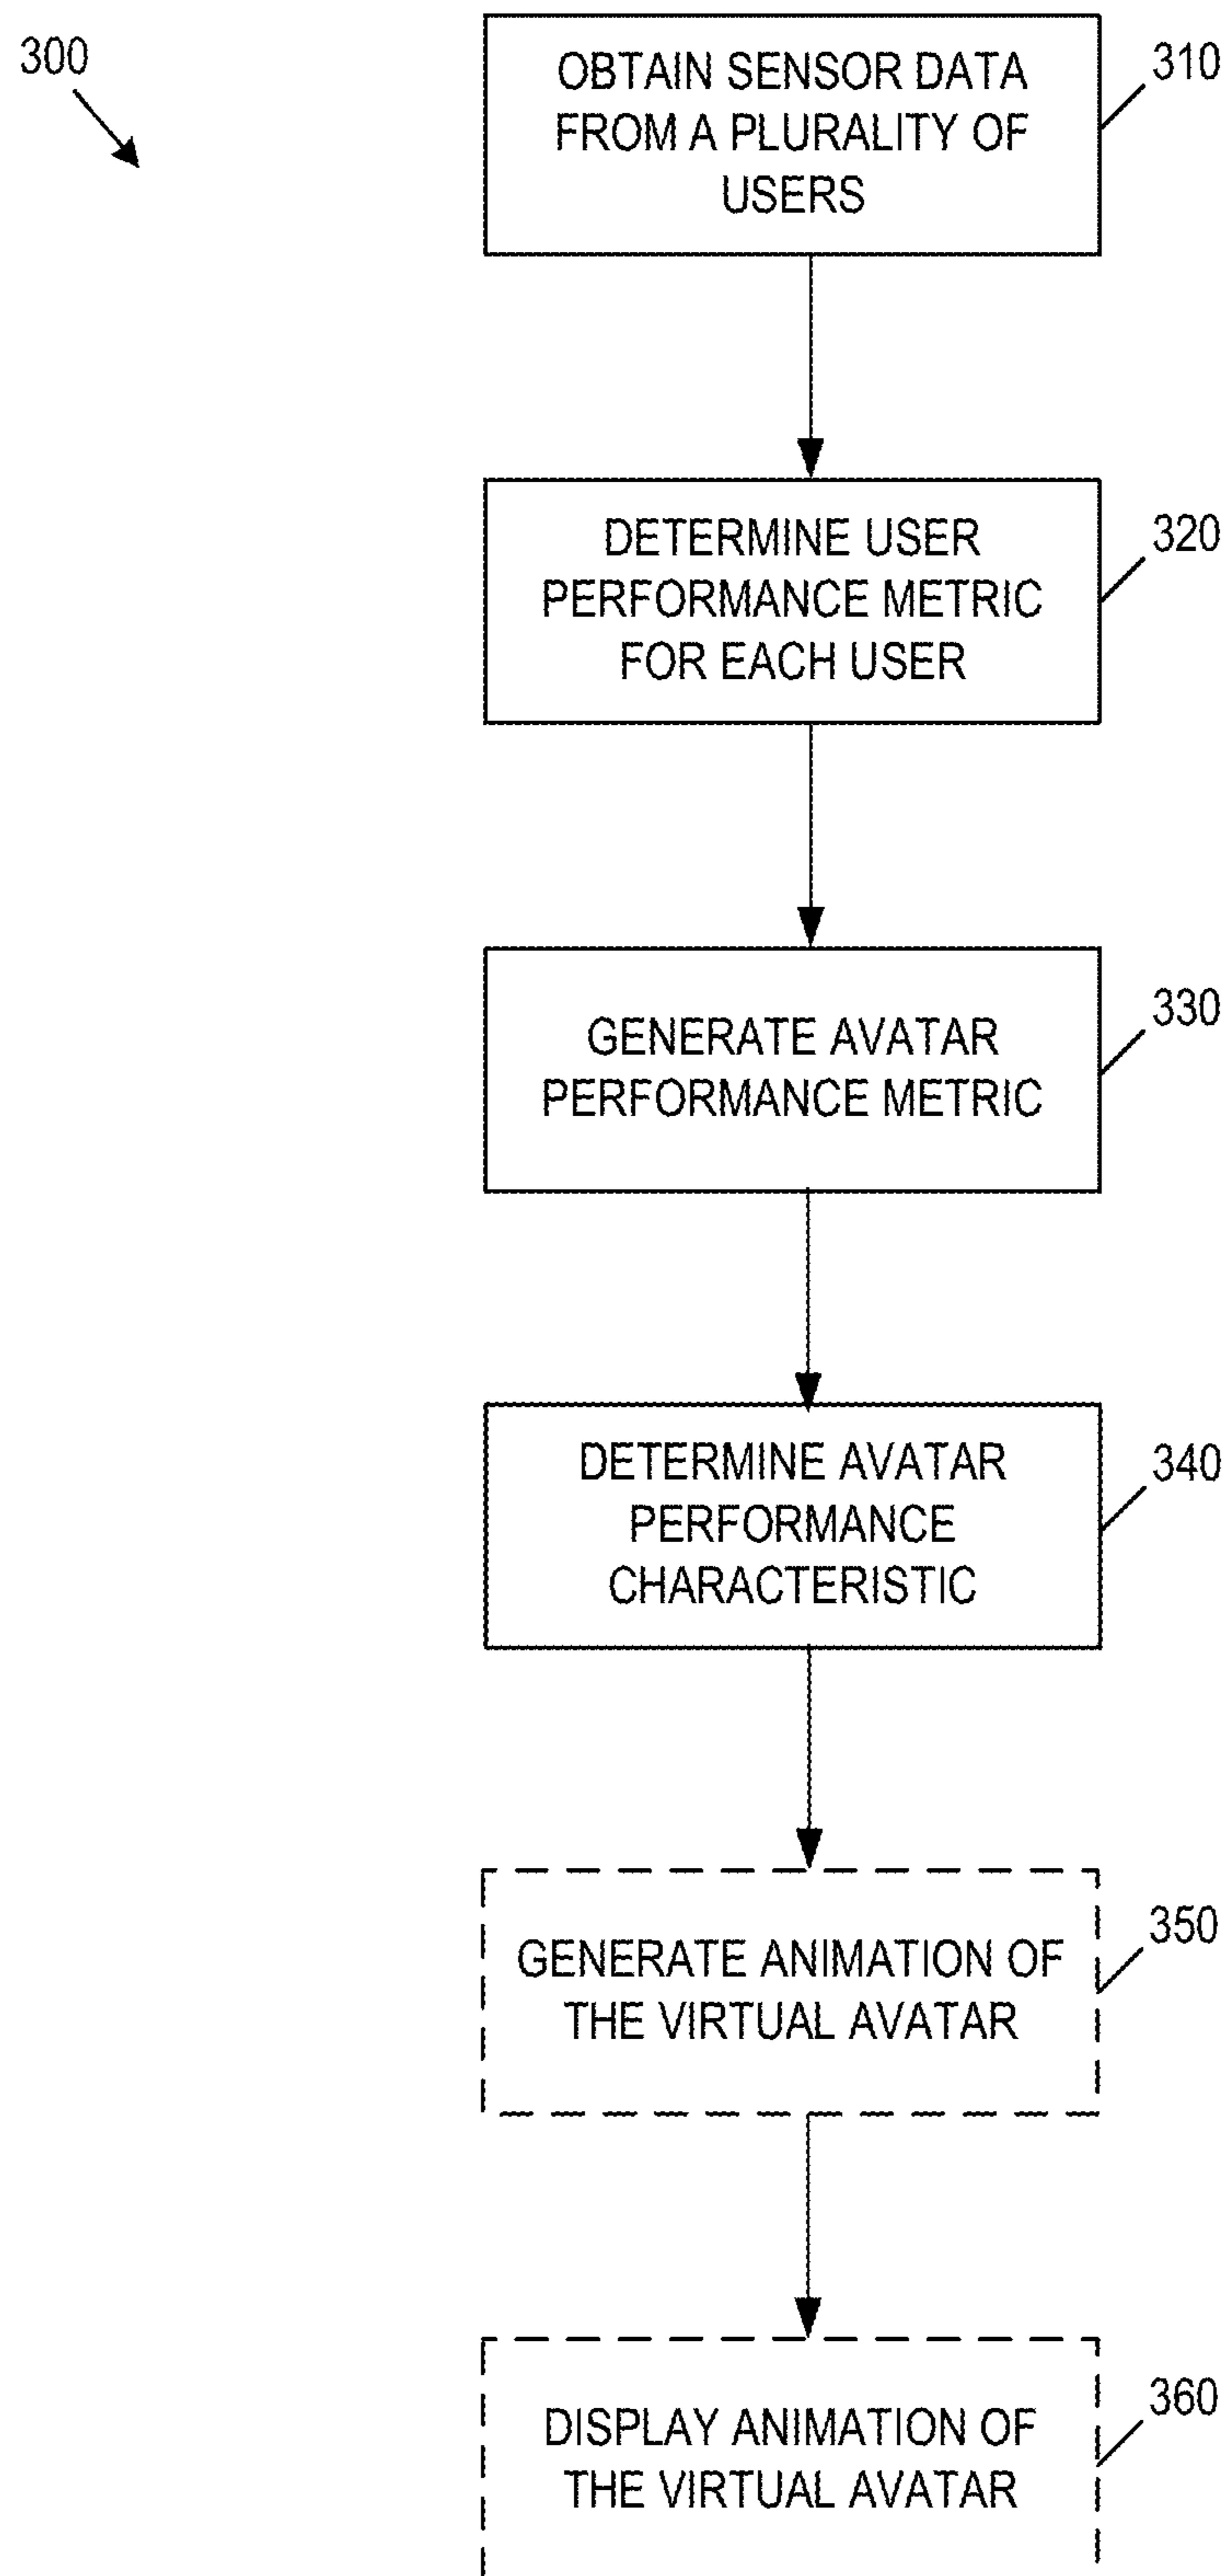 300
OBTAIN SENSOR DATA
FROM A PLURALITY OF
USERS
310
DETERMINE USER
PERFORMANCE METRIC
FOR EACH USER
320
GENERATE AVATAR
PERFORMANCE METRIC
330
DETERMINE AVATAR
PERFORMANCE
CHARACTERISTIC
340
GENERATE ANIMATION OF
THE VIRTUAL AVATAR
350
DISPLAY ANIMATION OF
THE VIRTUAL AVATAR
360